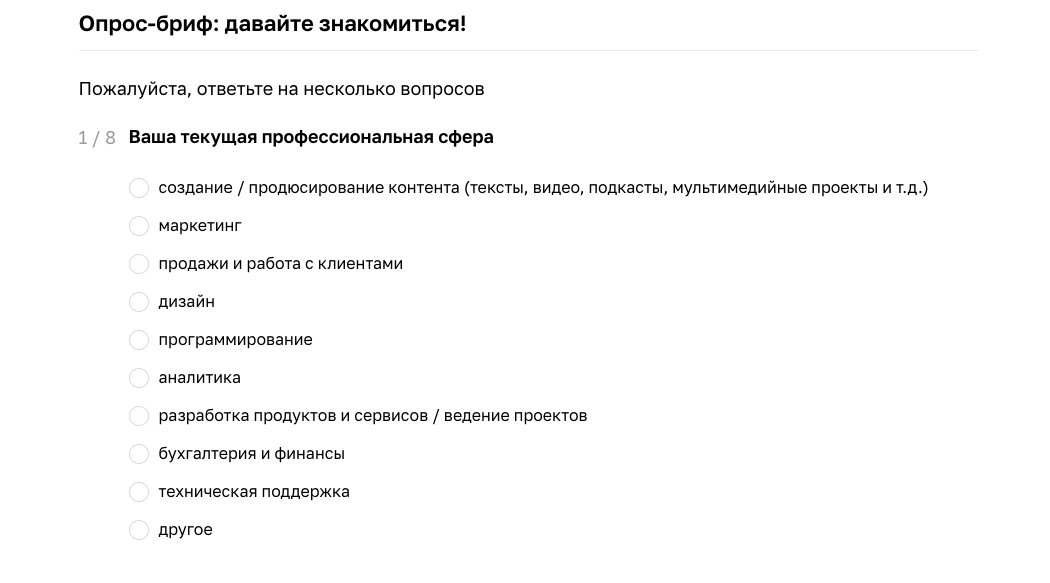 Опрос-бриф: давайте знакомиться!
Пожалуйста, ответьте на несколько вопросов
1 / 8 Ваша текущая профессиональная сфера
создание / продюсирование контента (тексты, видео, подкасты, мультимедийные проекты и т.д.)
маркетинг
продажи и работа с клиентами
дизайн
программирование
аналитика
разработка продуктов и сервисов / ведение проектов
бухгалтерия и финансы
техническая поддержка
другое